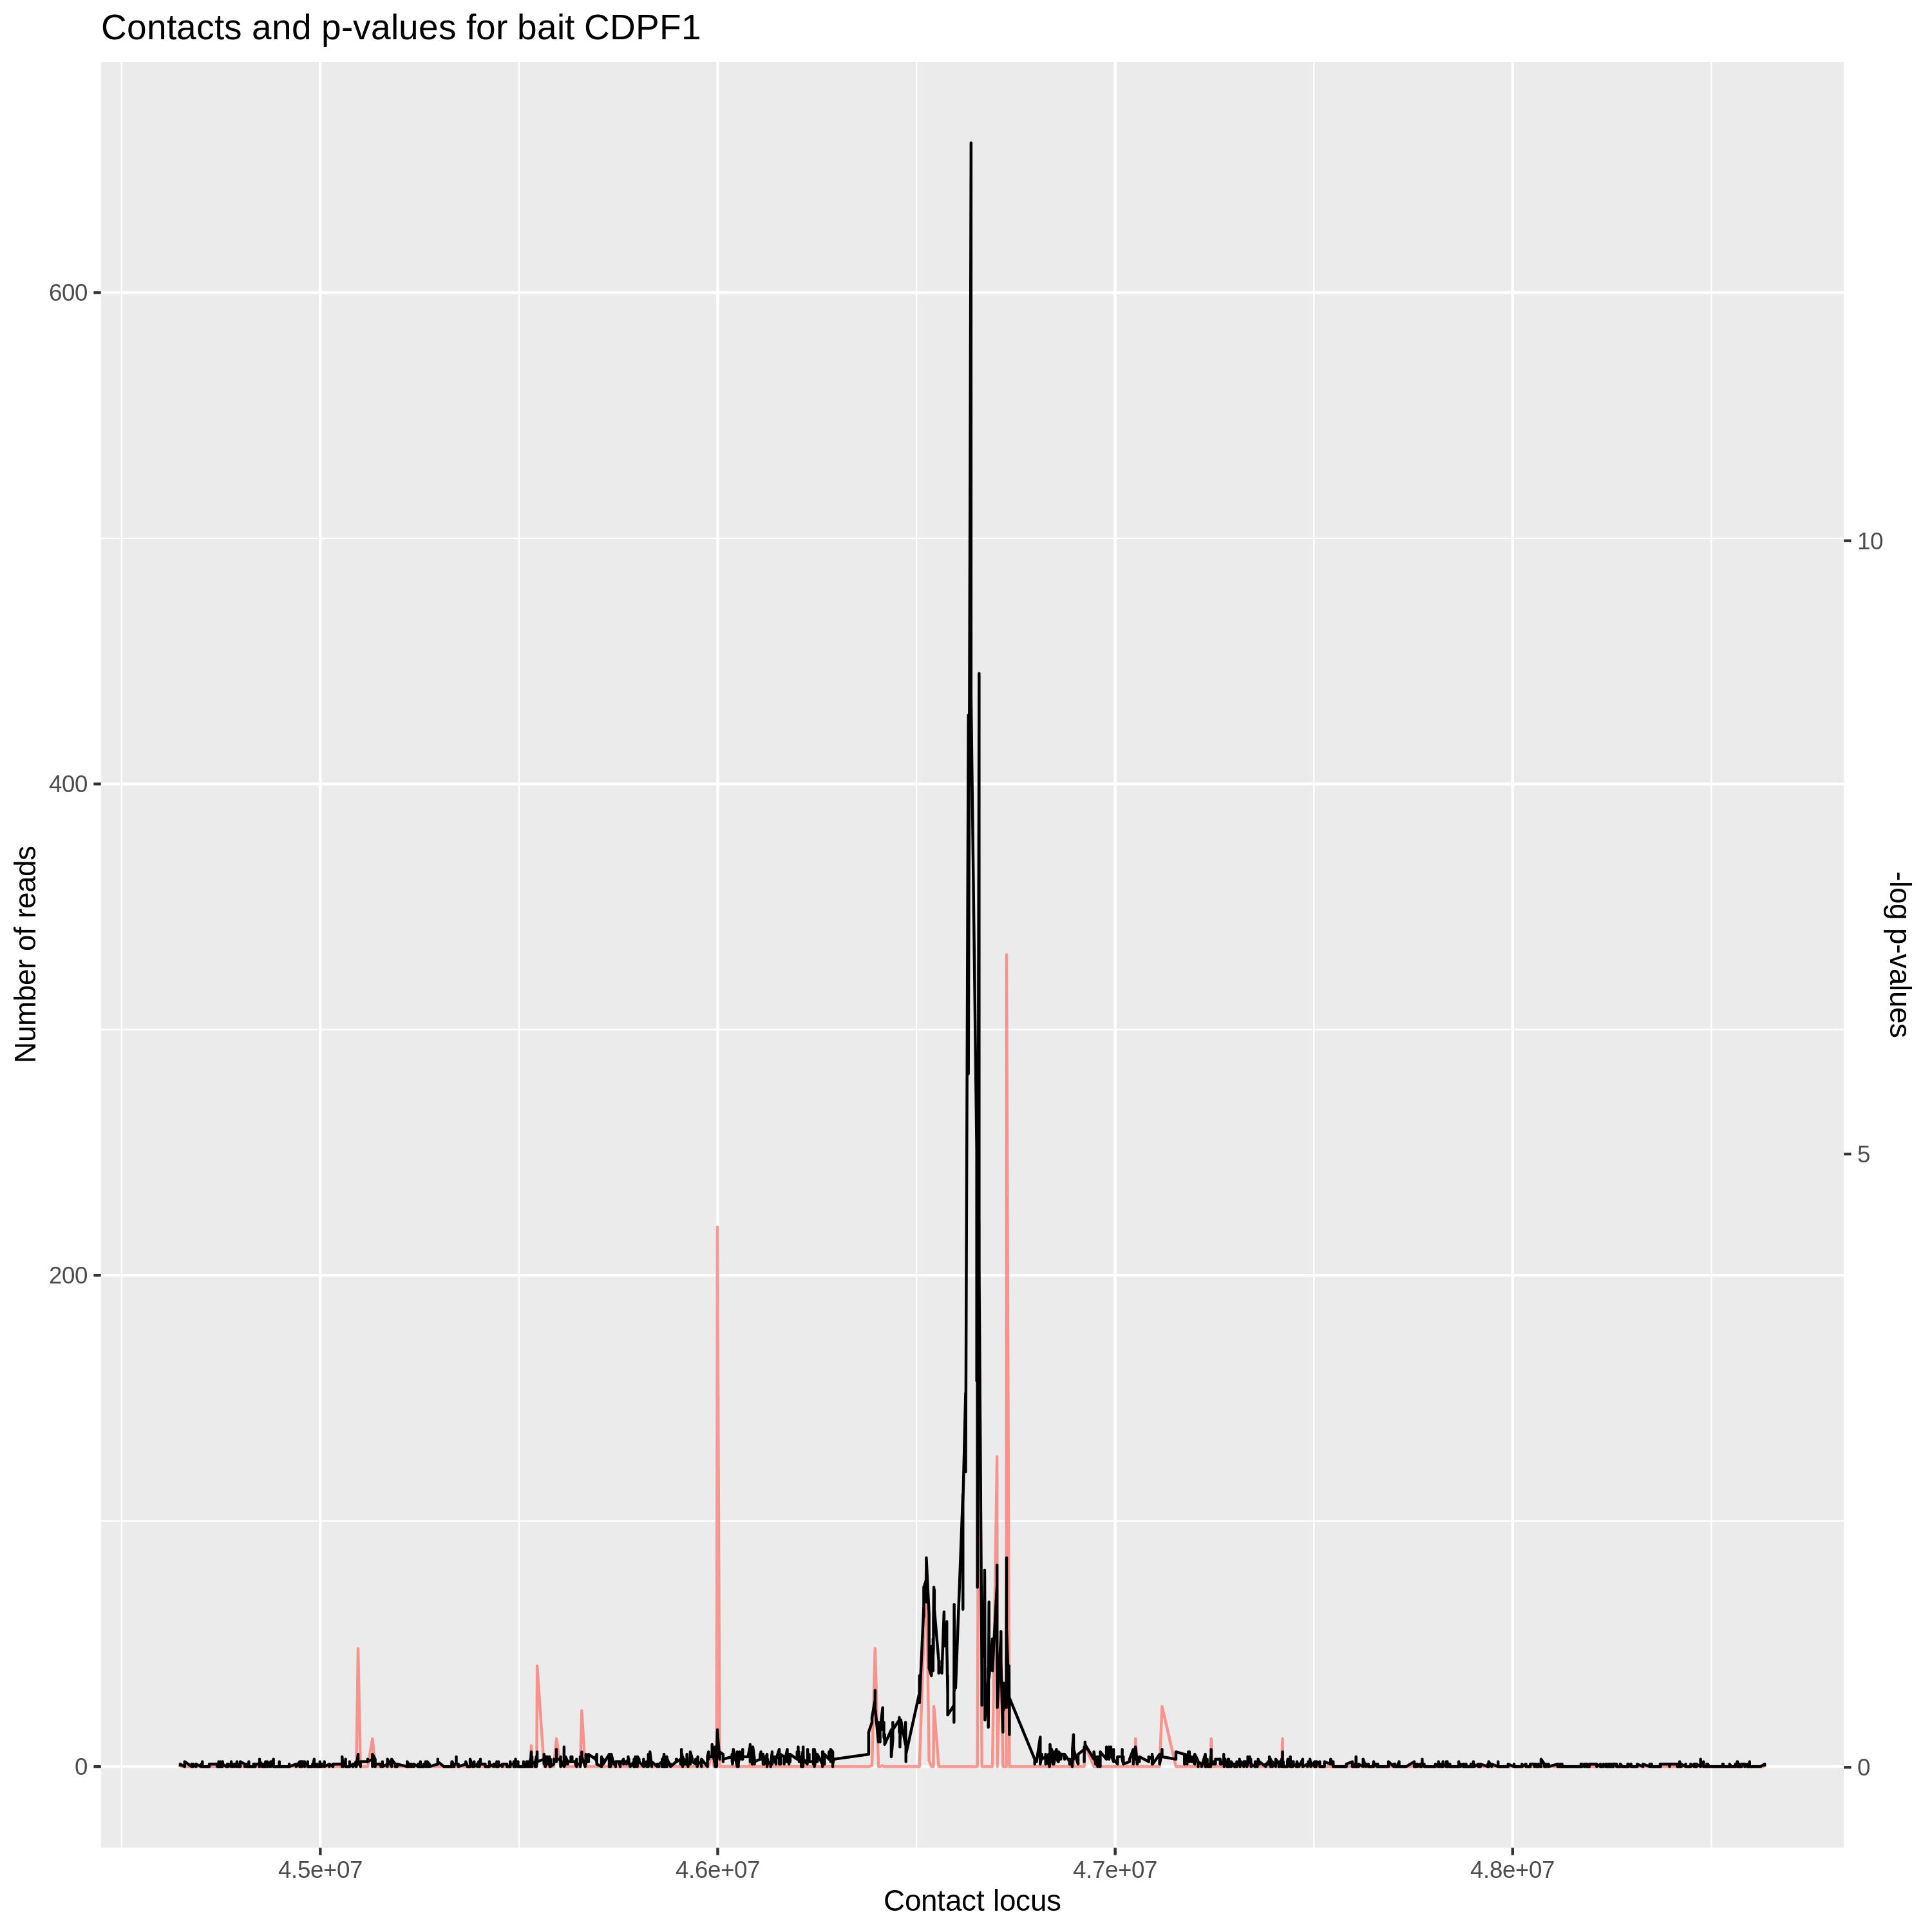 Contacts and p-values for bait CDPF1
Number of reads
600
400
200
0
10
5
0
-log p-values
4.5e+07
4.6e+07
4.7e+07
4.8e+07
Contact locus